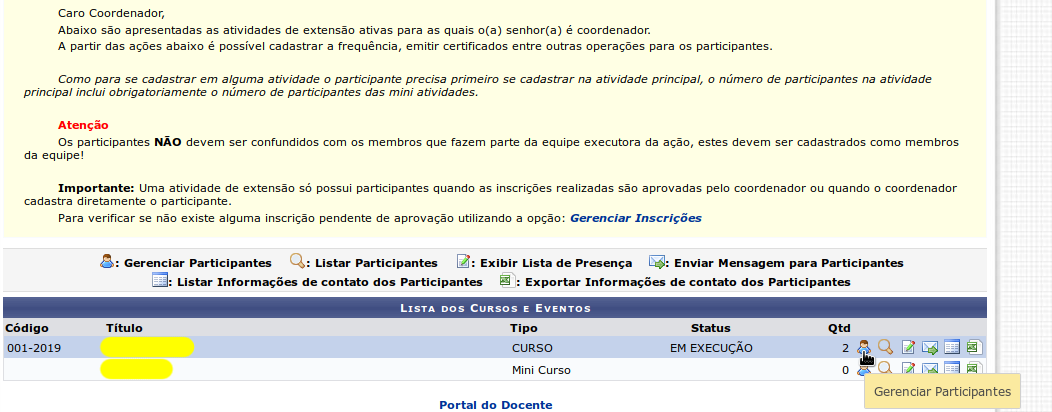 Caro Coordenador,
Abaixo são apresentadas as atividades de extensão ativas para as quais o(a) senhor(a) é coordenador.
A partir das ações abaixo é possível cadastrar a frequência, emitir certificados entre outras operações para os participantes.
Como para se cadastrar em alguma atividade o participante precisa primeiro se cadastrar na atividade principal, o número de participantes na atividade
principal inclui obrigatoriamente o número de participantes das mini atividades.
Atenção
Os participantes NÃO devem ser confundidos com os membros que fazem parte da equipe executora da ação, estes devem ser cadastrados como membros
da equipe!
Importante: Uma atividade de extensão só possui participantes quando as inscrições realizadas são aprovadas pelo coordenador ou quando o coordenador
cadastra diretamente o participante.
Para verificar se não existe alguma inscrição pendente de aprovação utilizando a opção: Gerenciar Inscrições
: Gerenciar Participantes : Listar Participantes : Exibir Lista de Presença : Enviar Mensagem para Participantes
: Listar Informações de contato dos Participantes : Exportar Informações de contato dos Participantes
Lista dos Cursos e Eventos
Código Título Tipo Status Qtd
001-2019 CURSO EM EXECUÇÃO 2
Mini Curso 0
Gerenciar Participantes
Portal do Docente